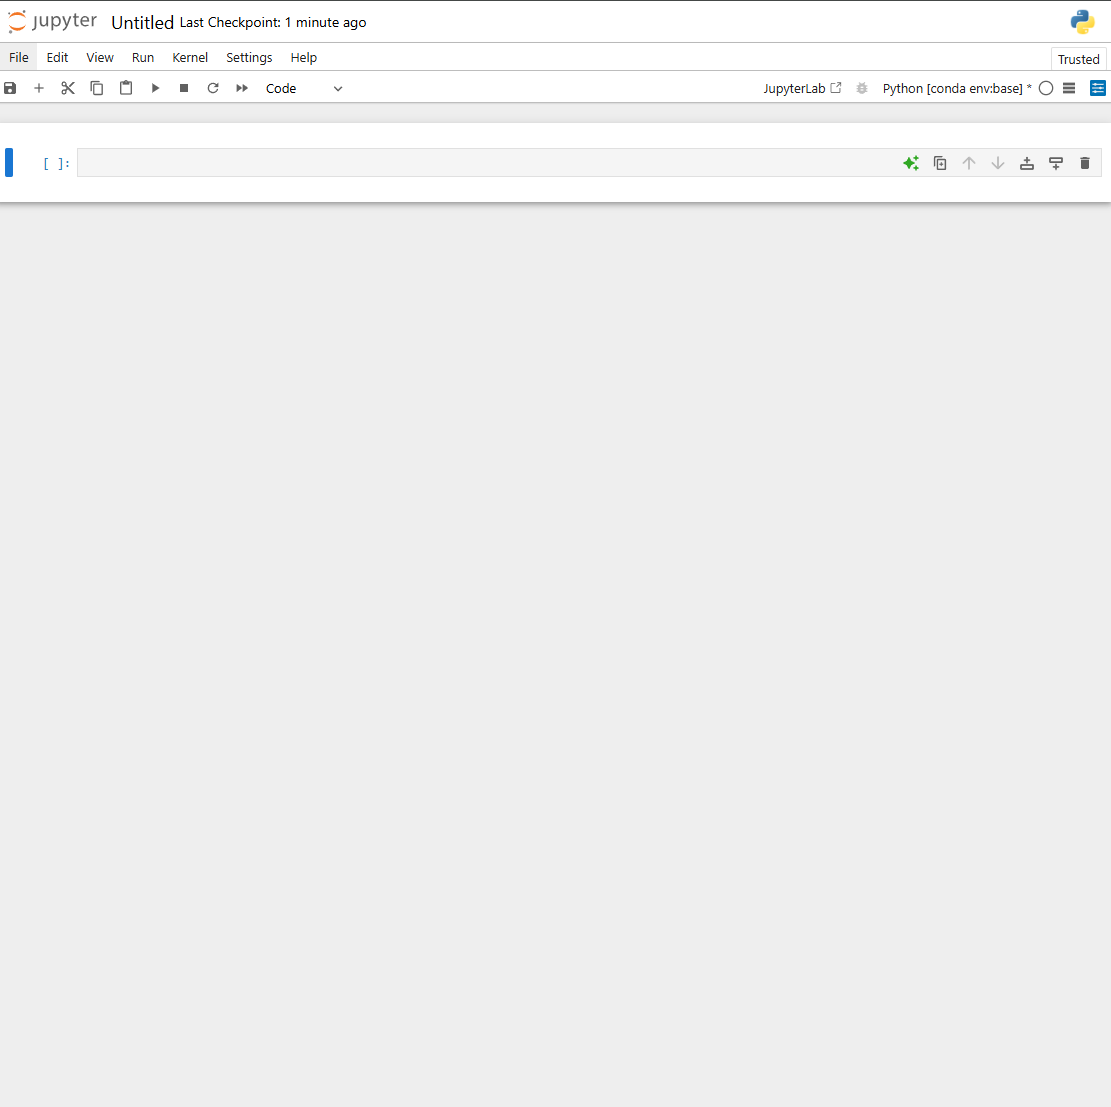 jupyter Untitled Last Checkpoint: 1 minute ago
File Edit View Run Kernel Settings Help Trusted
Code JupyterLab Python [conda env:base] *
[ ]: